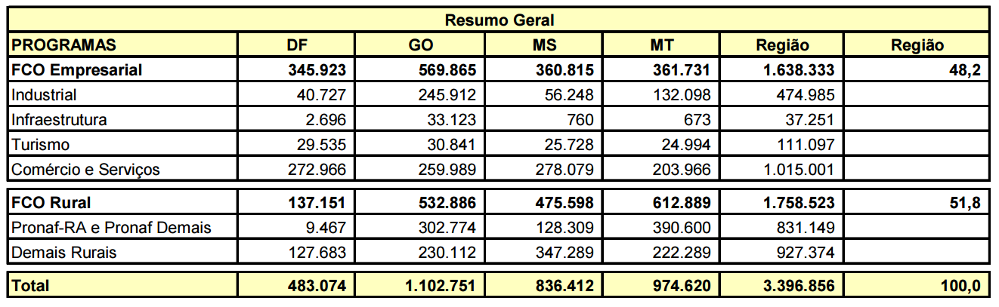 Resumo Geral
PROGRAMAS DF GO MS MT Região Região
FCO Empresarial 345.923 569.865 360.815 361.731 1.638.333 48,2
Industrial 40.727 245.912 56.248 132.098 474.985
Infraestrutura 2.696 33.123 760 673 37.251
Turismo 29.535 30.841 25.728 24.994 111.097
Comércio e Serviços 272.966 259.989 278.079 203.966 1.015.001
FCO Rural 137.151 532.886 475.598 612.889 1.758.523 51,8
Pronaf-RA e Pronaf Demais 9.467 302.774 128.309 390.600 831.149
Demais Rurais 127.683 230.112 347.289 222.289 927.374
Total 483.074 1.102.751 836.412 974.620 3.396.856 100,0